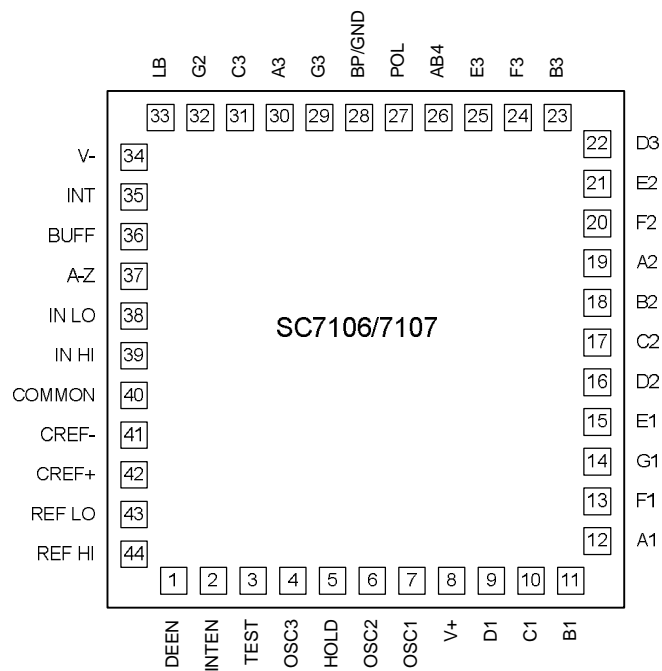 LB G2 C3 A3 G3 BP/GND POL AB4 E3 F3 B3
33 32 31 30 29 28 27 26 25 24 23
V- 34
INT 35
BUFF 36
A-Z 37
IN LO 38
IN HI 39
COMMON 40
CREF- 41
CREF+ 42
REF LO 43
REF HI 44
SC7106/7107
22 D3
21 E2
20 F2
19 A2
18 B2
17 C2
16 D2
15 E1
14 G1
13 F1
12 A1
1 2 3 4 5 6 7 8 9 10 11
DEEN INTEN TEST OSC3 HOLD OSC2 OSC1 V+ D1 C1 B1